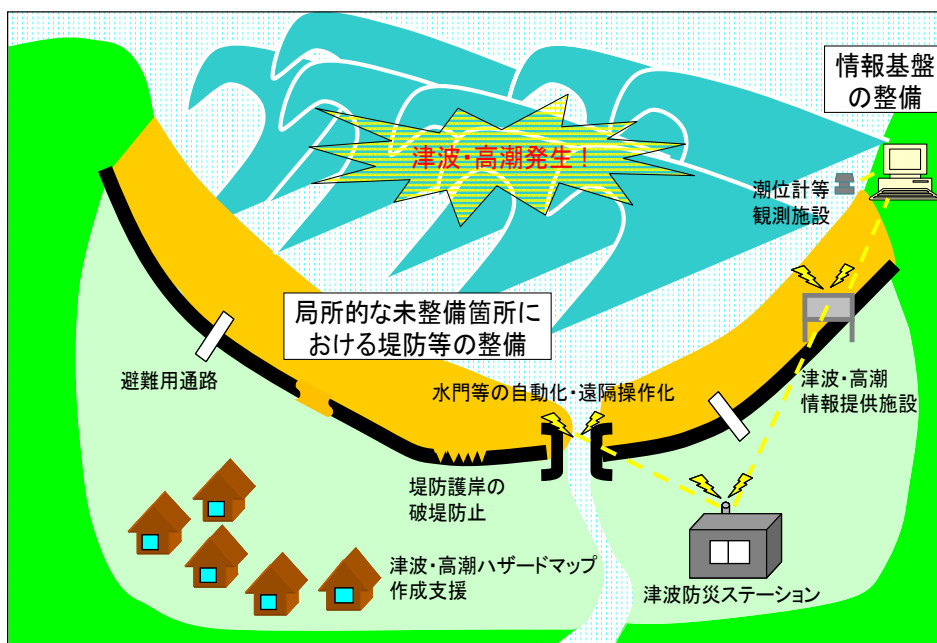 情報基盤
の整備
津波・高潮発生！
潮位計等
観測施設
局所的な未整備箇所に
おける堤防等の整備
避難用通路
水門等の自動化・遠隔操作化
津波・高潮
情報提供施設
堤防護岸の
破堤防止
津波・高潮ハザードマップ
作成支援
津波防災ステーション